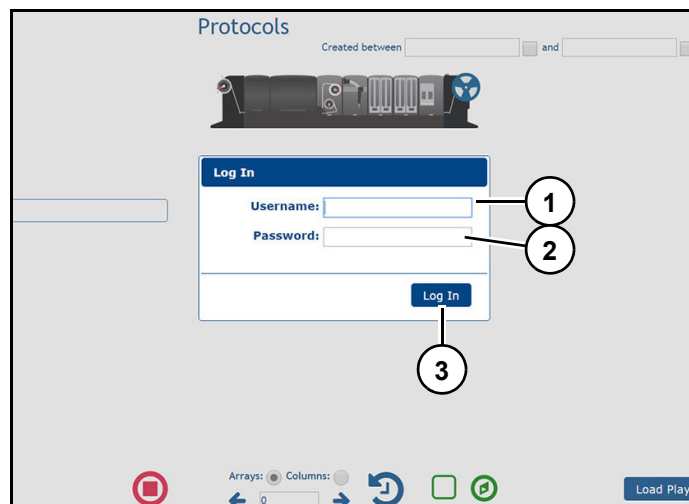 Protocols
Created between and
Log In
Username: 1
Password: 2
Log In
3
Arrays: Columns:
0
Load Play